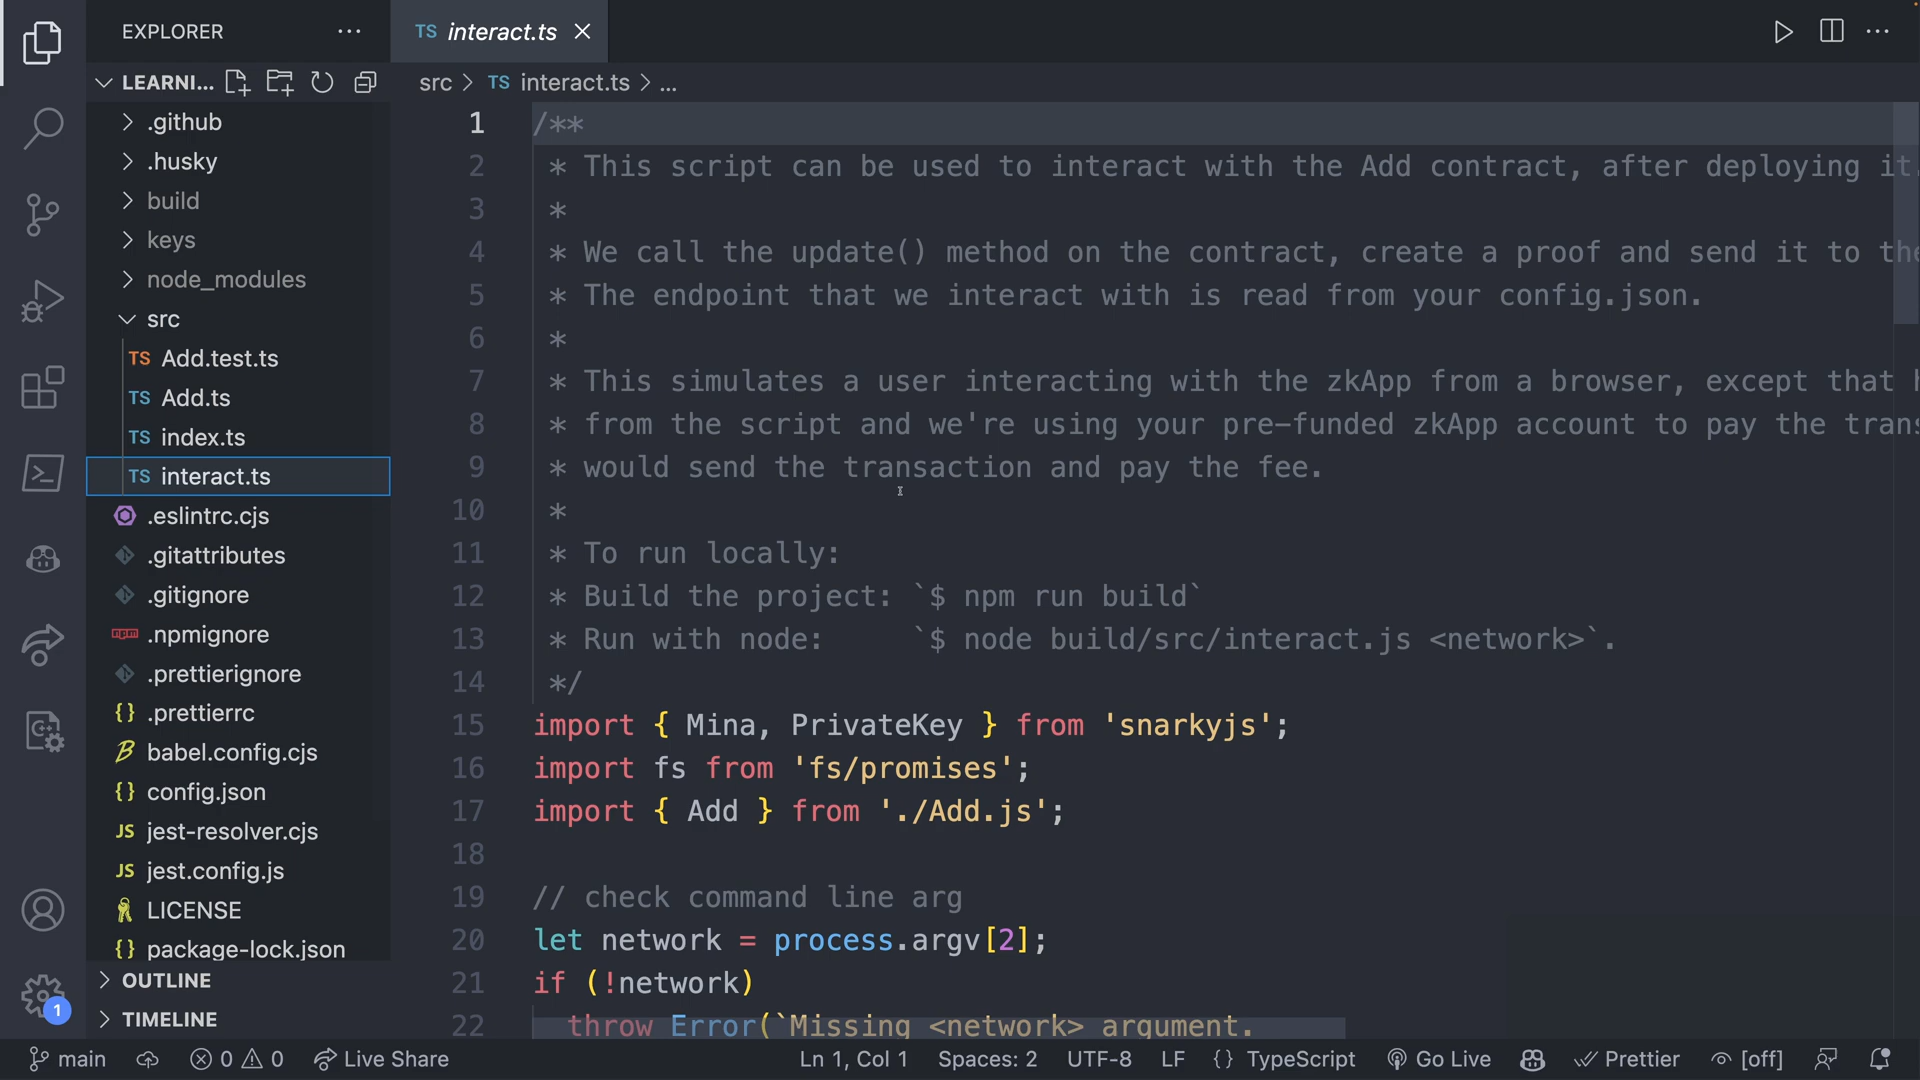 EXPLORER
TS interact.ts
LEARNI...
src > TS interact.ts > ...
.github
.husky
build
keys
node_modules
src
TS Add.test.ts
TS Add.ts
TS index.ts
TS interact.ts
.eslintrc.cjs
.gitattributes
.gitignore
npm .npmignore
.prettierignore
{} .prettierrc
babel.config.cjs
{} config.json
JS jest-resolver.cjs
JS jest.config.js
LICENSE
{} package-lock.json
OUTLINE
TIMELINE
1 /**
2 * This script can be used to interact with the Add contract, after deploying it.
3 *
4 * We call the update() method on the contract, create a proof and send it to the
5 * The endpoint that we interact with is read from your config.json.
6 *
7 * This simulates a user interacting with the zkApp from a browser, except that
8 * from the script and we're using your pre-funded zkApp account to pay the trans
9 * would send the transaction and pay the fee.
10 *
11 * To run locally:
12 * Build the project: `$ npm run build`
13 * Run with node:     `$ node build/src/interact.js <network>`.
14 */
15 import { Mina, PrivateKey } from 'snarkyjs';
16 import fs from 'fs/promises';
17 import { Add } from './Add.js';
18
19 // check command line arg
20 let network = process.argv[2];
21 if (!network)
22 throw Error(`Missing <network> argument.
1
main
0 0
Live Share
Ln 1, Col 1
Spaces: 2
UTF-8
LF
{} TypeScript
Go Live
Prettier
[off]